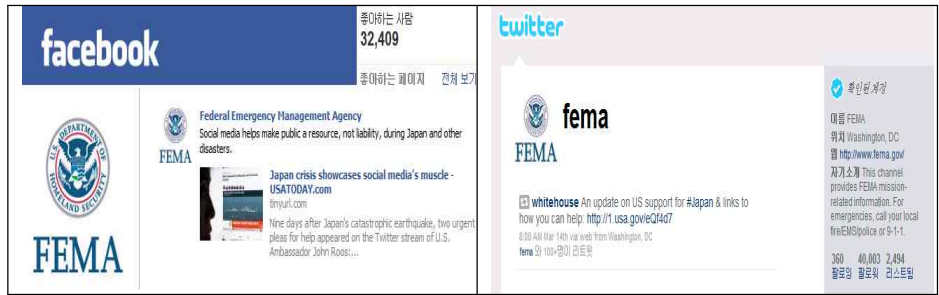 facebook
좋아하는 사람
32,409
좋아하는 페이지 전체 보기
U.S. DEPARTMENT OF
HOMELAND SECURITY
FEMA
FEMA
Federal Emergency Management Agency
Social media helps make public a resource, not liability, during Japan and other
disasters.
Japan crisis showcases social media's muscle -
USATODAY.com
tinyurl.com
Nine days after Japan's catastrophic earthquake, two urgent
pleas for help appeared on the Twitter stream of U.S.
Ambassador John Roos:...
twitter
FEMA
fema
whitehouse An update on US support for #Japan & links to
how you can help: http://1.usa.gov/eQf4d7
8:98 AM Mar 14th via web from Washington, DC
fema 외 100+명이 리트윗
확인된 계정
이름 FEMA
위치 Washington, DC
웹 http://www.fema.gov/
자기소개 This channel
provides FEMA mission-
related information. For
emergencies, call your local
fire/EMS/police or 9-1-1.
360 40,003 2,494
팔로잉 팔로워 리스트됨